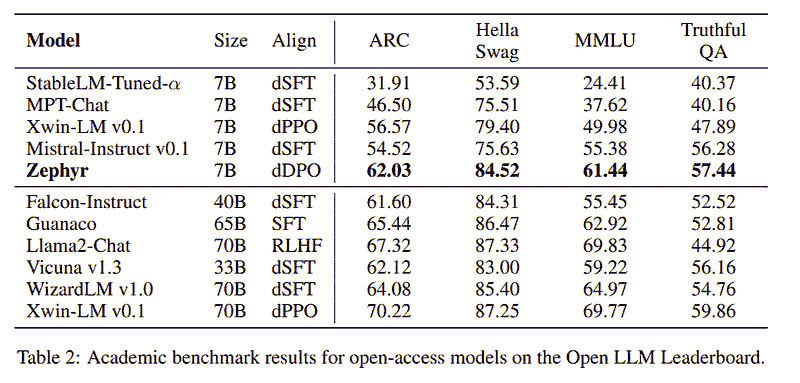 Model Size Align ARC Hella Swag MMLU Truthful QA
StableLM-Tuned-α 7B dSFT 31.91 53.59 24.41 40.37
MPT-Chat 7B dSFT 46.50 75.51 37.62 40.16
Xwin-LM v0.1 7B dPPO 56.57 79.40 49.98 47.89
Mistral-Instruct v0.1 7B dSFT 54.52 75.63 55.38 56.28
Zephyr 7B dDPO 62.03 84.52 61.44 57.44
Falcon-Instruct 40B dSFT 61.60 84.31 55.45 52.52
Guanaco 65B SFT 65.44 86.47 62.92 52.81
Llama2-Chat 70B RLHF 67.32 87.33 69.83 44.92
Vicuna v1.3 33B dSFT 62.12 83.00 59.22 56.16
WizardLM v1.0 70B dSFT 64.08 85.40 64.97 54.76
Xwin-LM v0.1 70B dPPO 70.22 87.25 69.77 59.86
Table 2: Academic benchmark results for open-access models on the Open LLM Leaderboard.